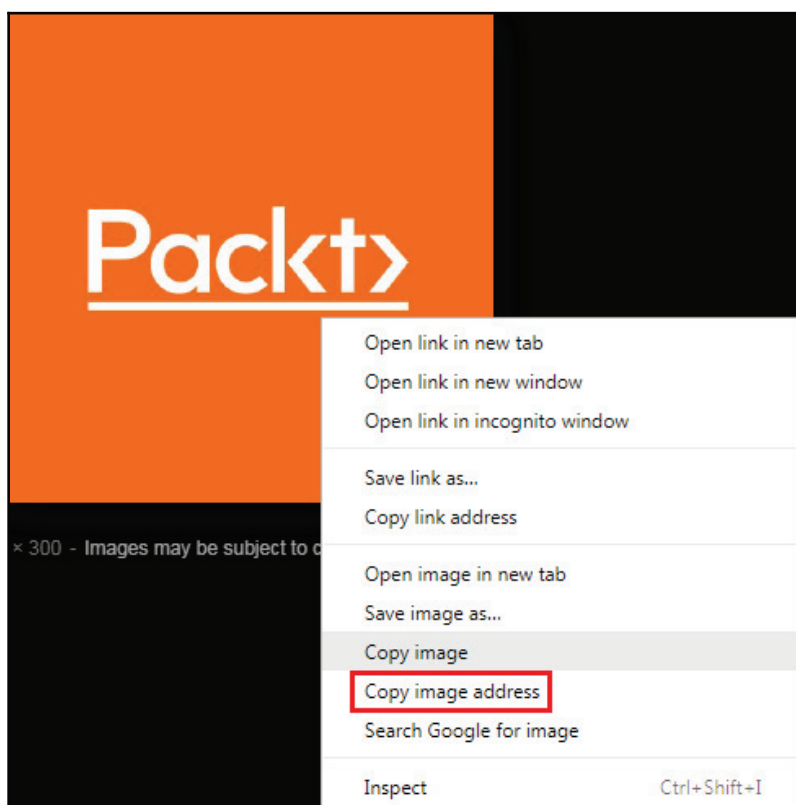 Packt>
Open link in new tab
Open link in new window
Open link in incognito window
Save link as...
Copy link address
× 300 - Images may be subject to c
Open image in new tab
Save image as...
Copy image
Copy image address
Search Google for image
Inspect Ctrl+Shift+I